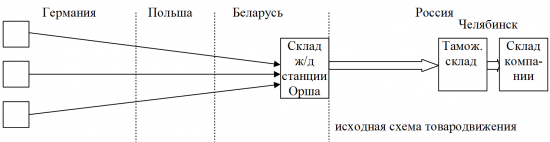 Германия Польша Беларусь Россия
Челябинск
Склад
ж/д
станции
Орша
Тамож.
склад
Склад
компа-
нии
исходная схема товародвижения